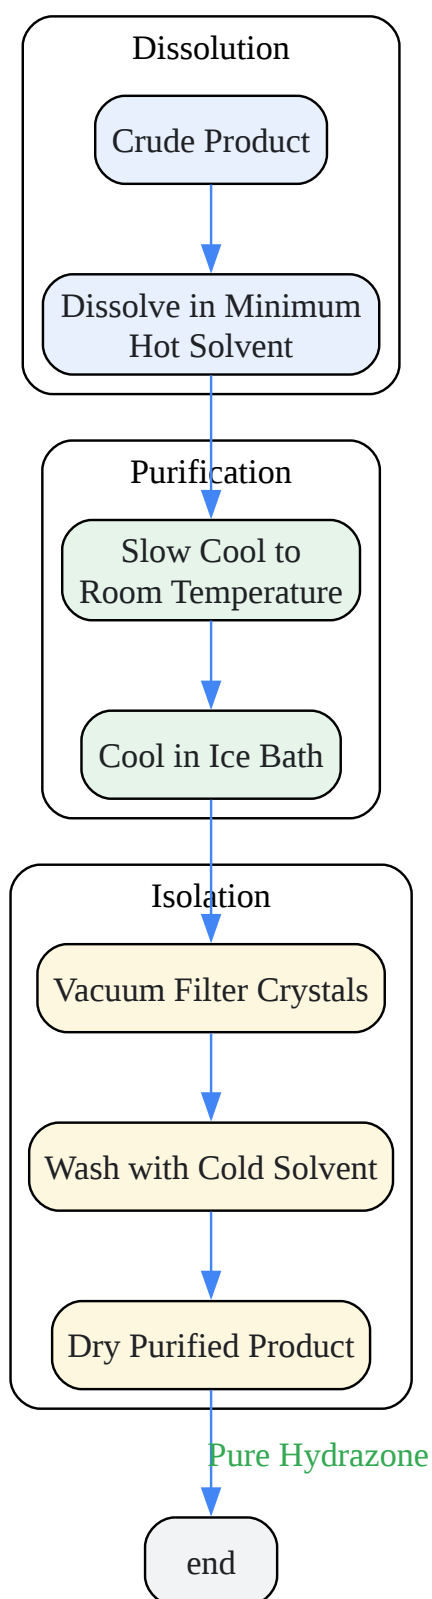 Dissolution
Crude Product
Dissolve in Minimum
Hot Solvent
Purification
Slow Cool to
Room Temperature
Cool in Ice Bath
Isolation
Vacuum Filter Crystals
Wash with Cold Solvent
Dry Purified Product
Pure Hydrazone
end